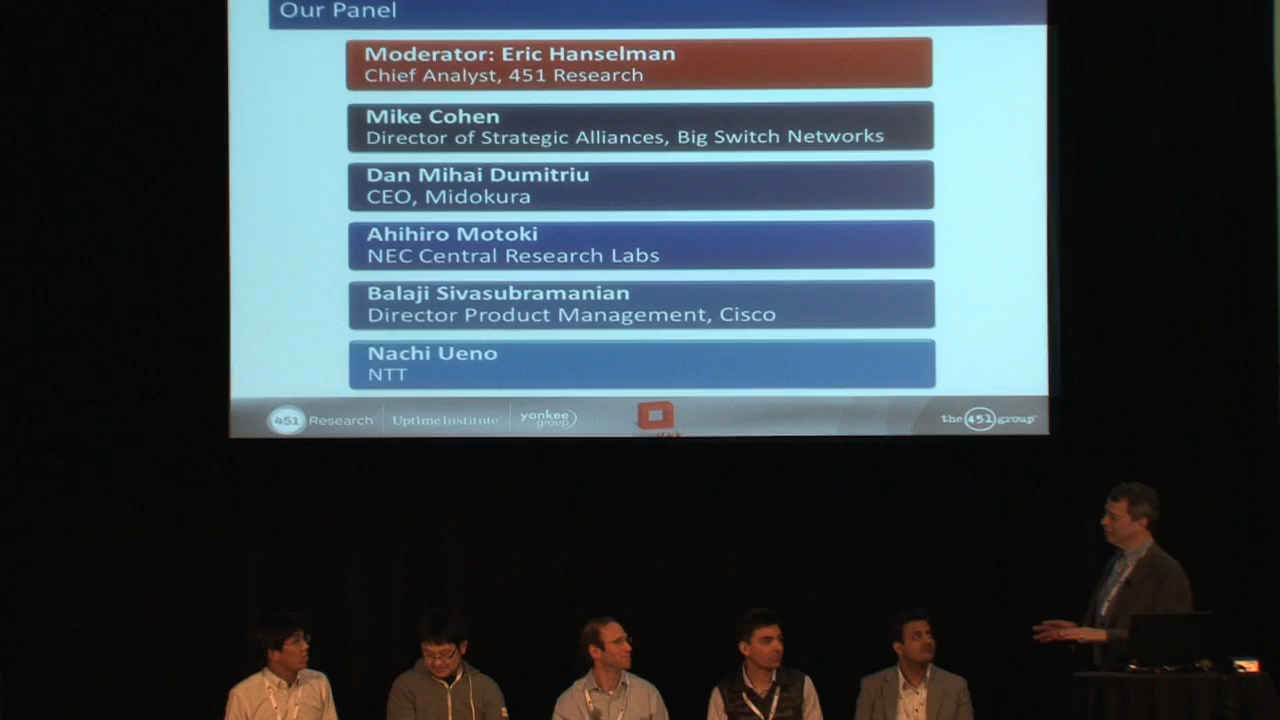 Our Panel
Moderator: Eric Hanselman
Chief Analyst, 451 Research
Mike Cohen
Director of Strategic Alliances, Big Switch Networks
Dan Mihai Dumitriu
CEO, Midokura
Ahihiro Motoki
NEC Central Research Labs
Balaji Sivasubramanian
Director Product Management, Cisco
Nachi Ueno
NTT
451 Research UptimeInstitute yankee group the 451 group